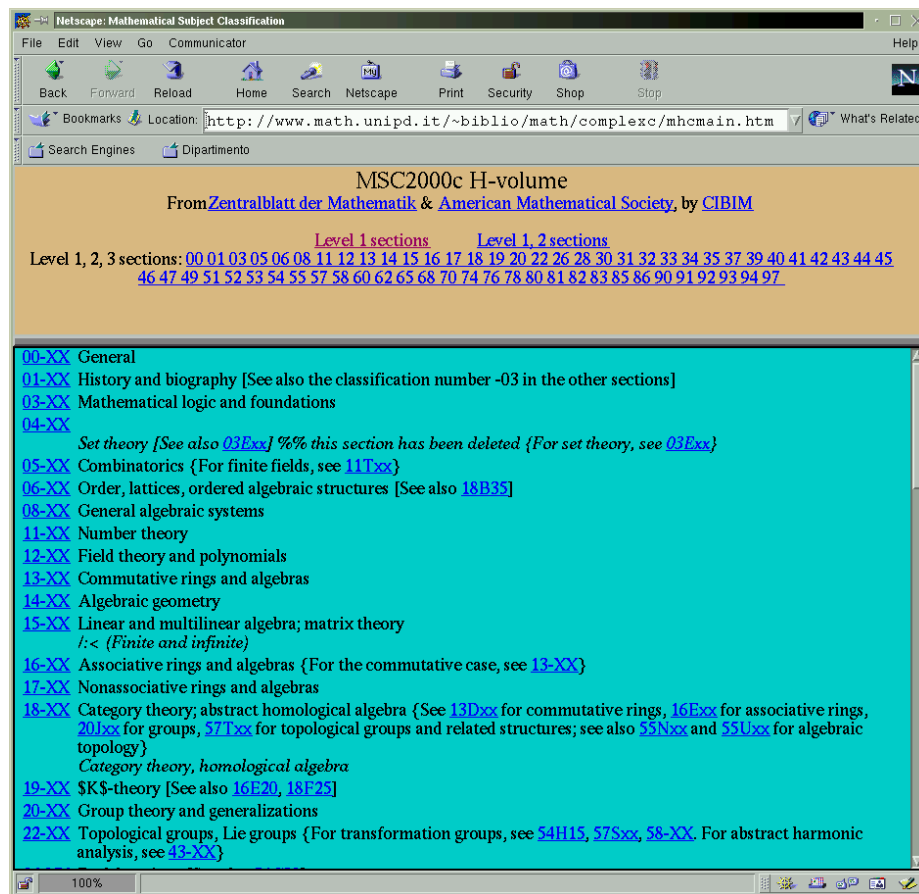 Netscape: Mathematical Subject Classification
File Edit View Go Communicator Help
Back Forward Reload Home Search Netscape Print Security Shop Stop
My
N
Bookmarks Location: http://www.math.unipd.it/~biblio/math/complexc/mhcmain.htm What's Related
Search Engines Dipartimento
MSC2000c H-volume
From Zentralblatt der Mathematik & American Mathematical Society, by CIBIM
Level 1 sections Level 1, 2 sections
Level 1, 2, 3 sections: 00 01 03 05 06 08 11 12 13 14 15 16 17 18 19 20 22 26 28 30 31 32 33 34 35 37 39 40 41 42 43 44 45
46 47 49 51 52 53 54 55 57 58 60 62 65 68 70 74 76 78 80 81 82 83 85 86 90 91 92 93 94 97
00-XX General
01-XX History and biography [See also the classification number -03 in the other sections]
03-XX Mathematical logic and foundations
04-XX
Set theory [See also 03Exx] %% this section has been deleted {For set theory, see 03Exx}
05-XX Combinatorics {For finite fields, see 11Txx}
06-XX Order, lattices, ordered algebraic structures [See also 18B35]
08-XX General algebraic systems
11-XX Number theory
12-XX Field theory and polynomials
13-XX Commutative rings and algebras
14-XX Algebraic geometry
15-XX Linear and multilinear algebra; matrix theory
/:< (Finite and infinite)
16-XX Associative rings and algebras {For the commutative case, see 13-XX}
17-XX Nonassociative rings and algebras
18-XX Category theory; abstract homological algebra {See 13Dxx for commutative rings, 16Exx for associative rings,
20Jxx for groups, 57Txx for topological groups and related structures; see also 55Nxx and 55Uxx for algebraic
topology}
Category theory, homological algebra
19-XX $K$-theory [See also 16E20, 18F25]
20-XX Group theory and generalizations
22-XX Topological groups, Lie groups {For transformation groups, see 54H15, 57Sxx, 58-XX. For abstract harmonic
analysis, see 43-XX}
100%